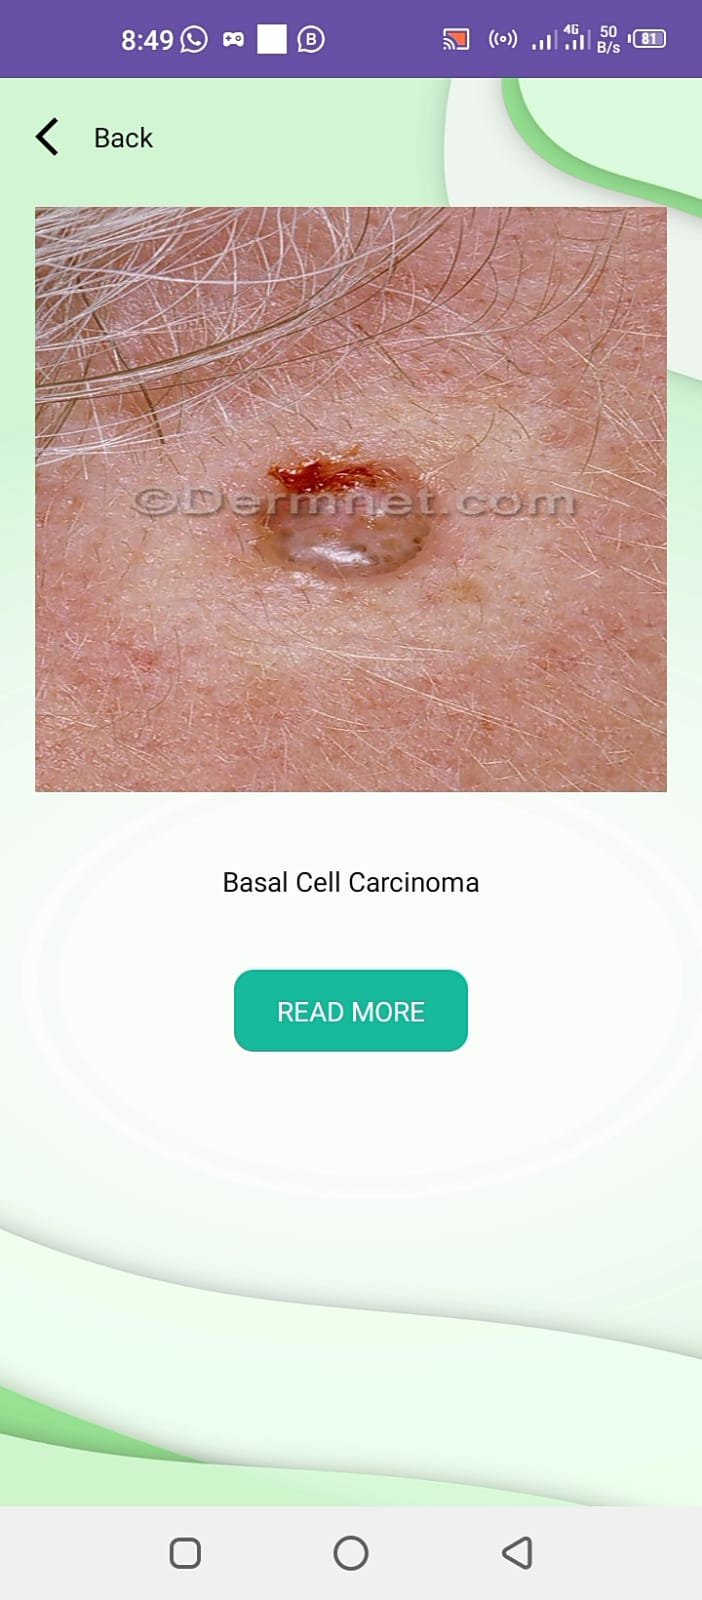 8:49 B 4G 50 B/s 81
Back
©Dermnet.com
Basal Cell Carcinoma
READ MORE